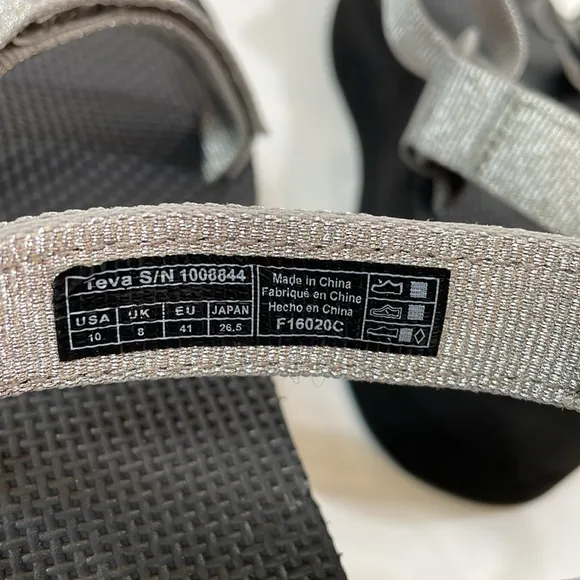 Teva S/N 1008844
USA UK EU JAPAN
10 8 41 26.5
Made in China
Fabriqué en Chine
Hecho en China
F16020C